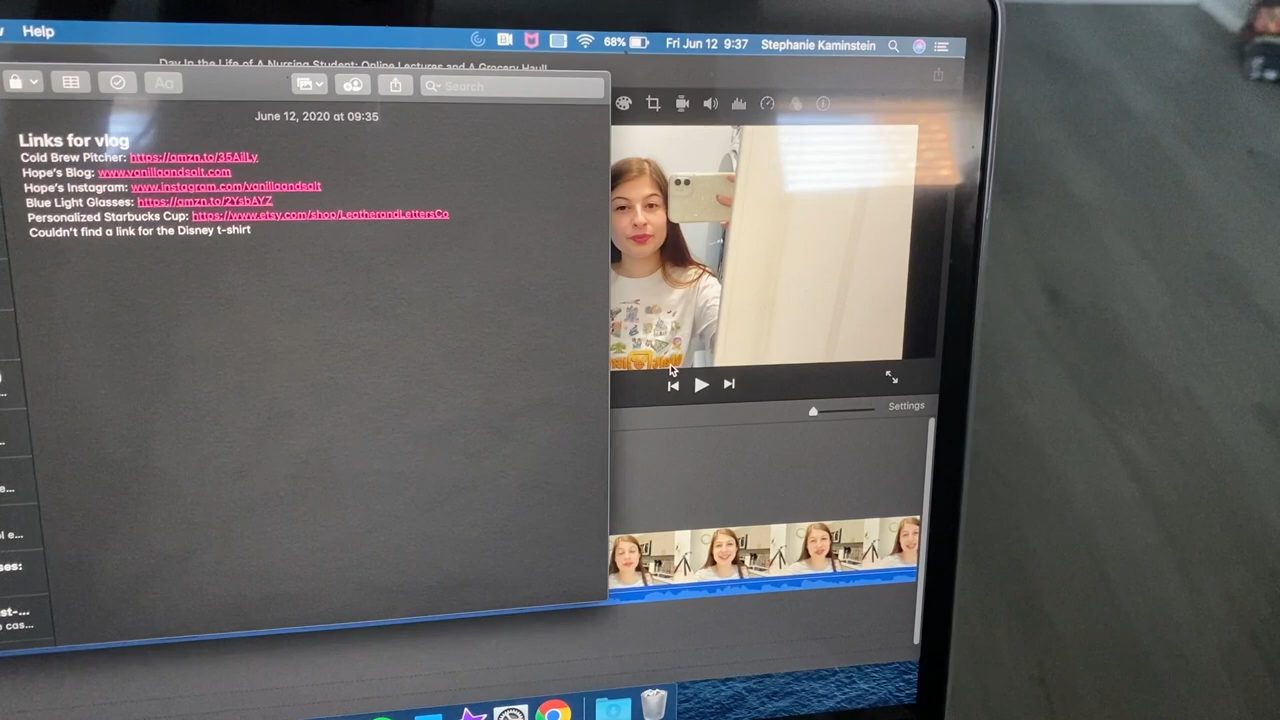 Help
68%
Fri Jun 12 9:37
Stephanie Kaminstein
Day In the Life of A Nursing Student: Online Lectures and A Grocery Haul!
Aa
Search
June 12, 2020 at 09:35
Links for vlog
Cold Brew Pitcher: https://amzn.to/35AilLy
Hope's Blog: www.vanillaandsalt.com
Hope's Instagram: www.instagram.com/vanillaandsalt
Blue Light Glasses: https://amzn.to/2YsbAYZ
Personalized Starbucks Cup: https://www.etsy.com/shop/LeatherandLettersCo
Couldn't find a link for the Disney t-shirt
Settings